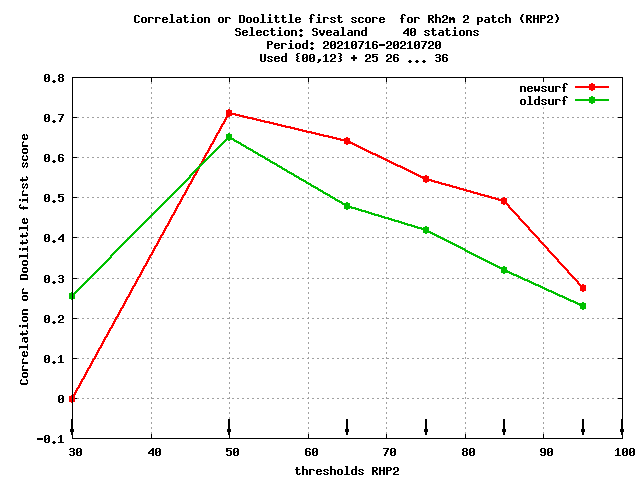 Correlation or Doolittle first score  for Rh2m 2 patch (RHP2)
Selection: Svealand     40 stations
Period: 20210716-20210720
Used {00,12} + 25 26 ... 36
newsurf
oldsurf
Correlation or Doolittle first score
0.8
0.7
0.6
0.5
0.4
0.3
0.2
0.1
0
-0.1
30 40 50 60 70 80 90 100
thresholds RHP2